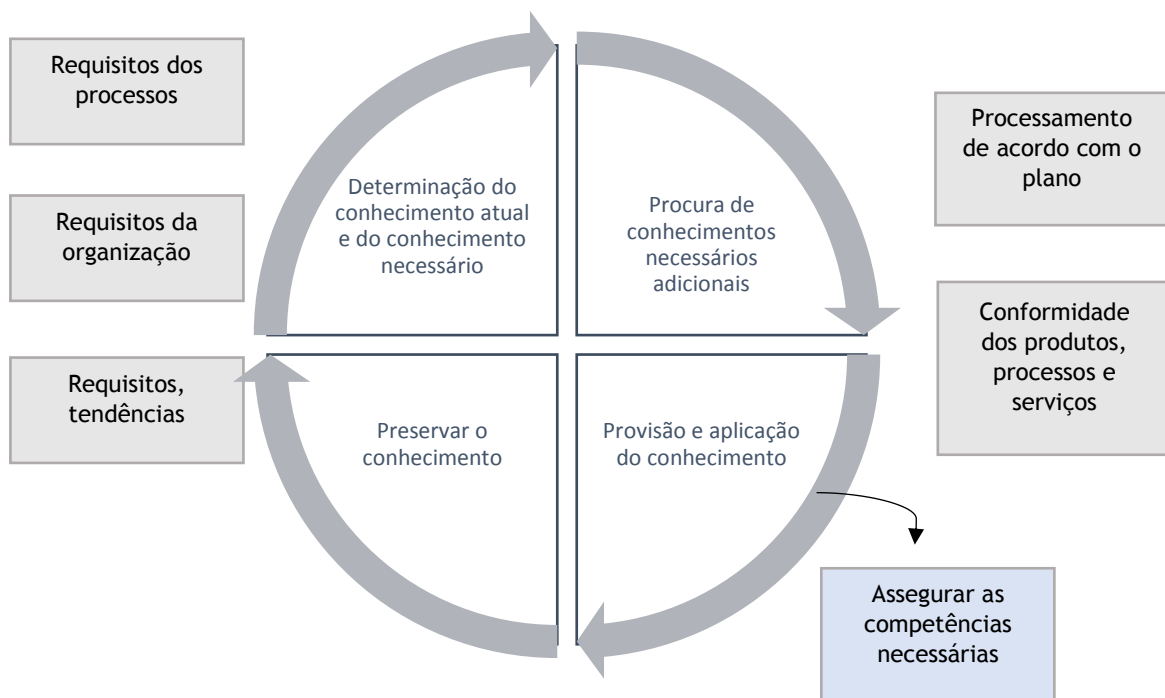 Requisitos dos
processos
Requisitos da
organização
Requisitos,
tendências
Determinação do
conhecimento atual
e do conhecimento
necessário
Procura de
conhecimentos
necessários
adicionais
Preservar o
conhecimento
Provisão e aplicação
do conhecimento
Processamento
de acordo com o
plano
Conformidade
dos produtos,
processos e
serviços
Assegurar as
competências
necessárias